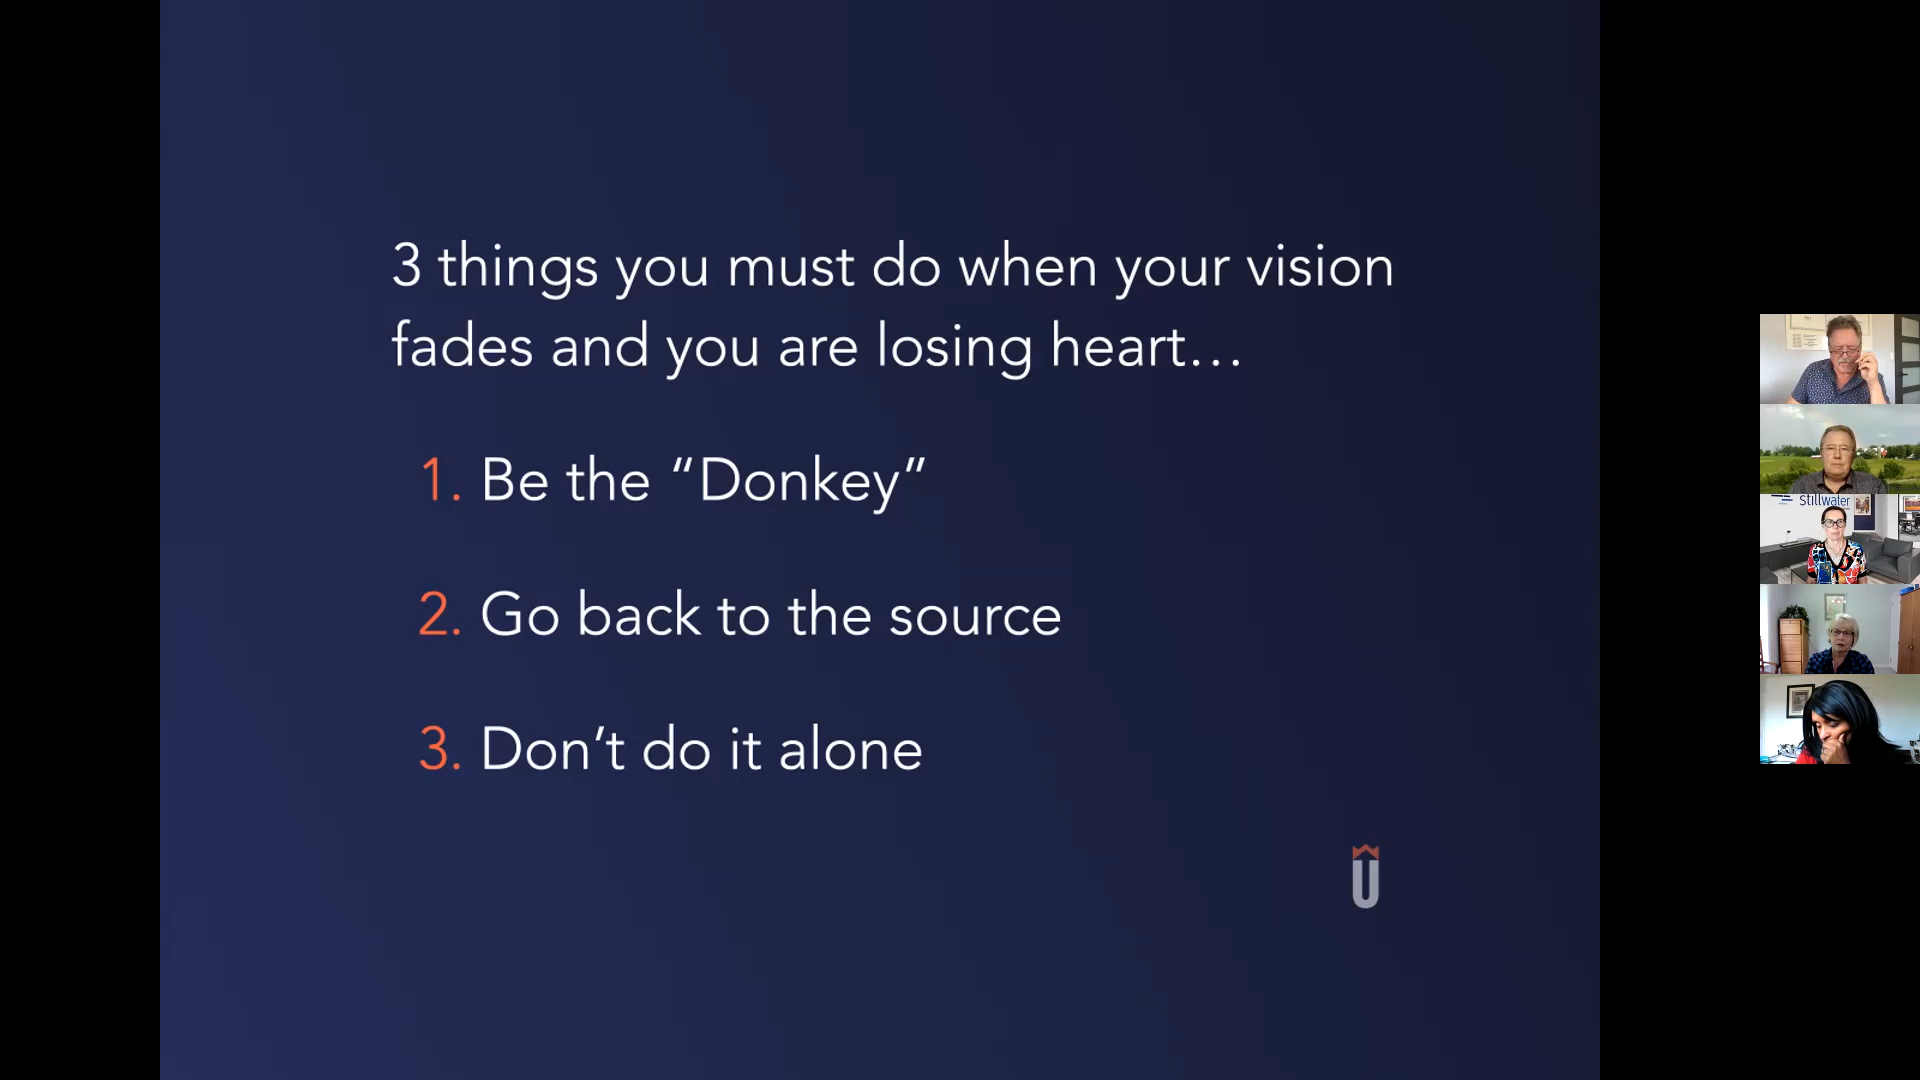 3 things you must do when your vision
fades and you are losing heart…
1. Be the “Donkey”
2. Go back to the source
3. Don’t do it alone
U
stillwater